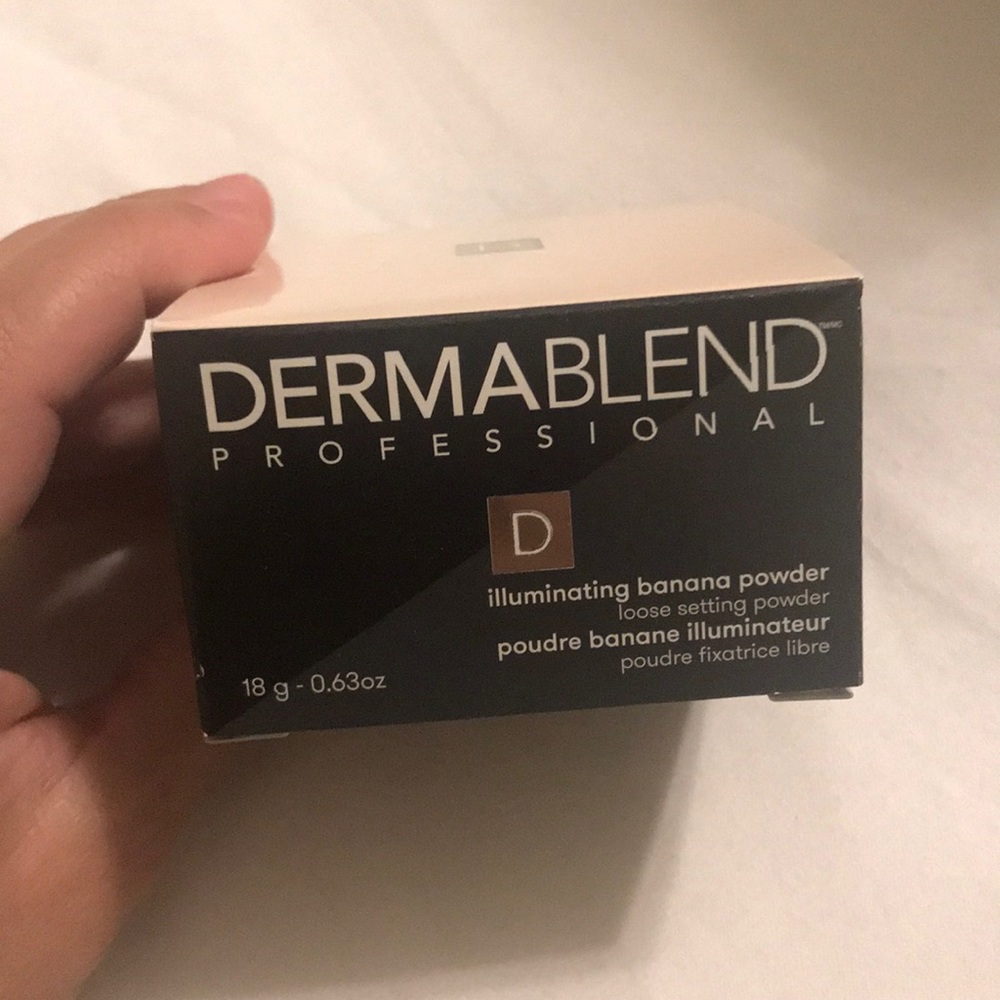 DERMABLEND
PROFESSIONAL
D
illuminating banana powder
loose setting powder
poudre banane illuminateur
poudre fixatrice libre
18 g - 0.63oz